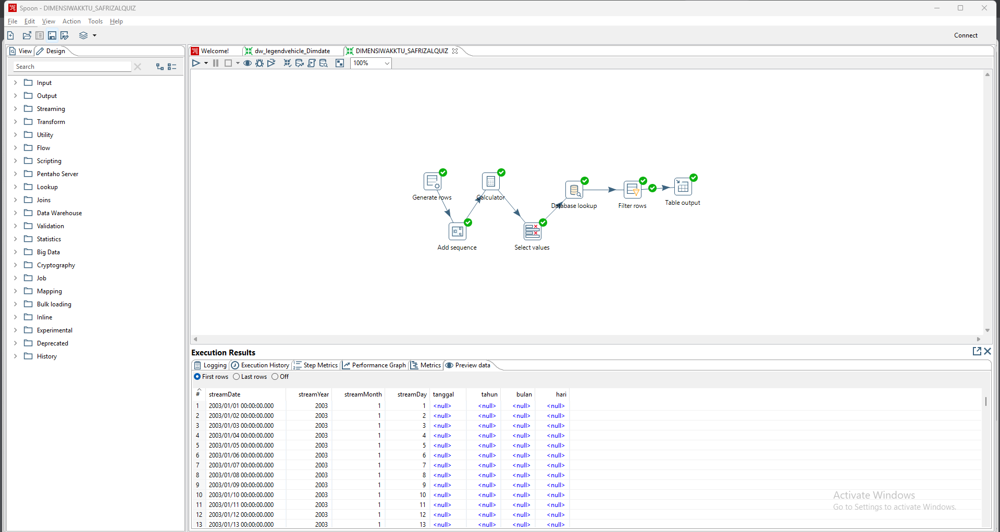 Spoon - DIMENSIWAKKTU_SAFRIZALQUIZ
File Edit View Action Tools Help
Connect
View Design
Welcome! dw_legendvehicle_Dimdate DIMENSIWAKKTU_SAFRIZALQUIZ
Search
100%
Input
Output
Streaming
Transform
Utility
Flow
Scripting
Pentaho Server
Lookup
Joins
Data Warehouse
Validation
Statistics
Big Data
Cryptography
Job
Mapping
Bulk loading
Inline
Experimental
Deprecated
History
Generate rows
Calculator
Database lookup
Filter rows
Table output
Add sequence
Select values
Execution Results
Logging Execution History Step Metrics Performance Graph Metrics Preview data
First rows Last rows Off
# streamDate streamYear streamMonth streamDay tanggal tahun bulan hari
1 2003/01/01 00:00:00.000 2003 1 1 <null> <null> <null> <null>
2 2003/01/02 00:00:00.000 2003 1 2 <null> <null> <null> <null>
3 2003/01/03 00:00:00.000 2003 1 3 <null> <null> <null> <null>
4 2003/01/04 00:00:00.000 2003 1 4 <null> <null> <null> <null>
5 2003/01/05 00:00:00.000 2003 1 5 <null> <null> <null> <null>
6 2003/01/06 00:00:00.000 2003 1 6 <null> <null> <null> <null>
7 2003/01/07 00:00:00.000 2003 1 7 <null> <null> <null> <null>
8 2003/01/08 00:00:00.000 2003 1 8 <null> <null> <null> <null>
9 2003/01/09 00:00:00.000 2003 1 9 <null> <null> <null> <null>
10 2003/01/10 00:00:00.000 2003 1 10 <null> <null> <null> <null>
11 2003/01/11 00:00:00.000 2003 1 11 <null> <null> <null> <null>
12 2003/01/12 00:00:00.000 2003 1 12 <null> <null> <null> <null>
13 2003/01/13 00:00:00.000 2003 1 13 <null> <null> <null> <null>
Activate Windows
Go to Settings to activate Windows.